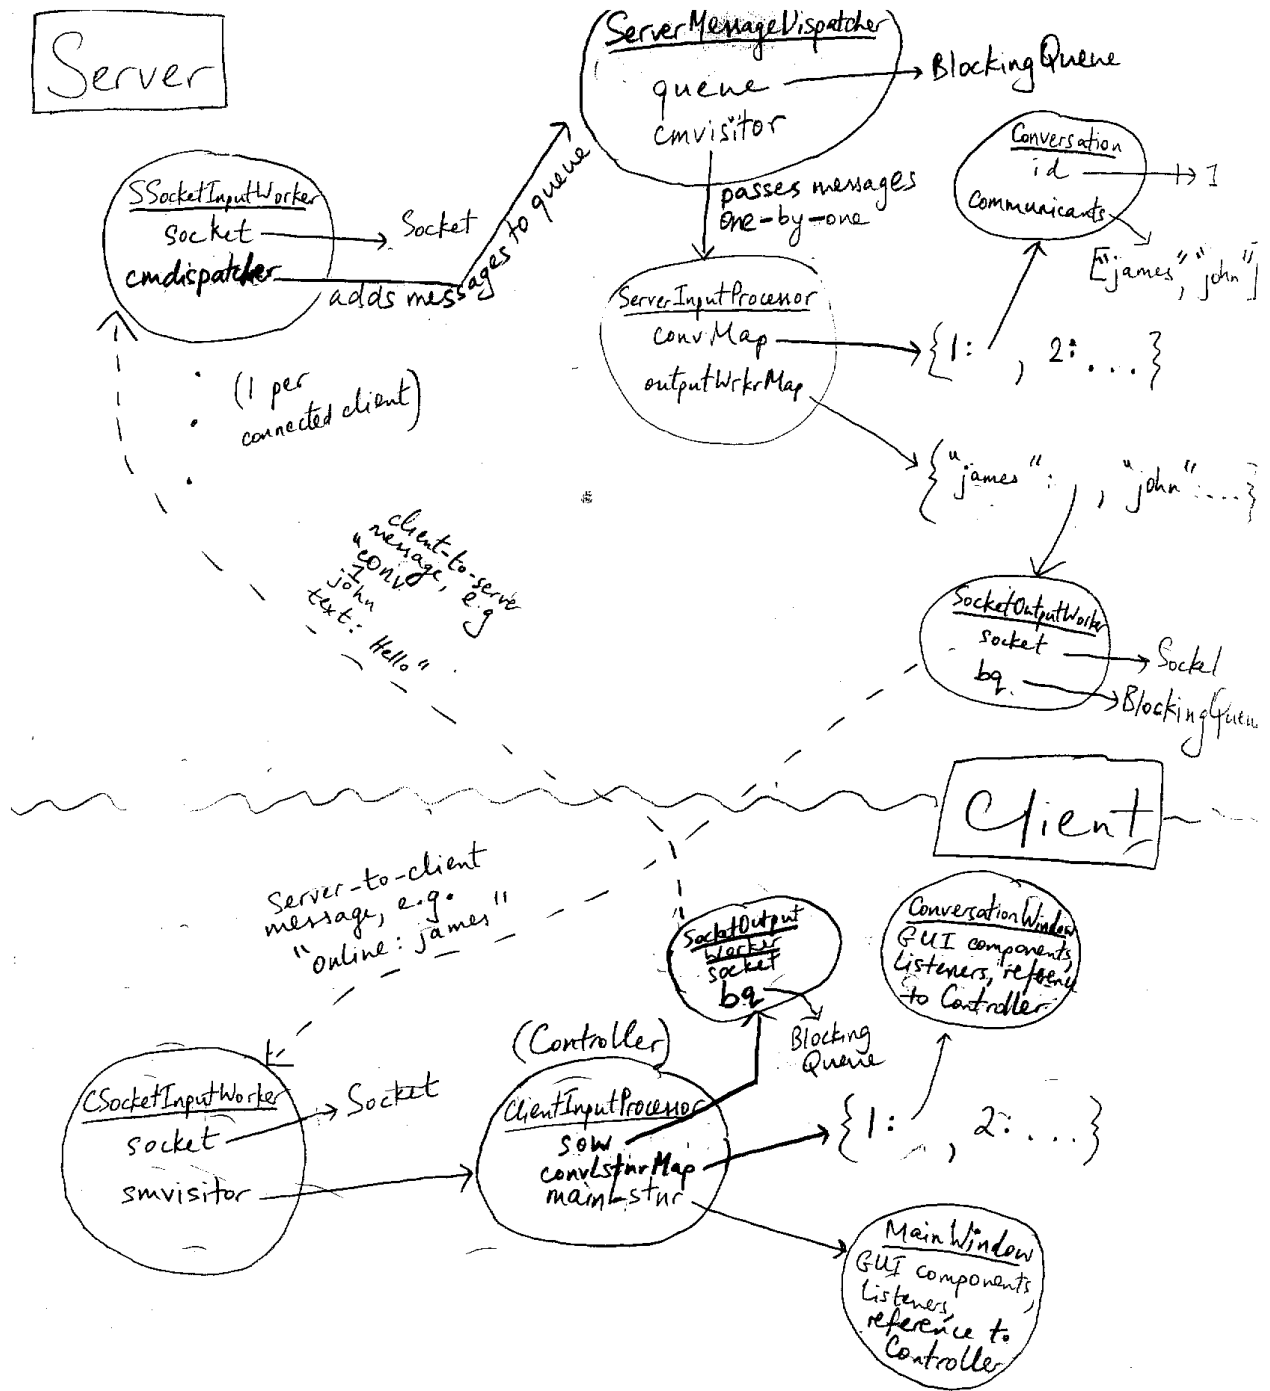 Server
ServerMessageDispatcher
queue
cmvisitor
BlockingQueue
passes messages
one-by-one
Conversation
id
1
communicants
["james","john"]
SSocketInputWorker
socket
Socket
cmdispatcher
adds messages to queue
(1 per
connected client)
ServerInputProcessor
convMap
outputWrkrMap
{1: , 2:...}
{"james": , "john":...}
SocketOutputWorker
socket
Socket
bq
BlockingQueue
client-to-server
message, e.g
"conv
1
john
text: Hello"
Client
Server-to-client
message, e.g.
"online: james"
SocketOutput
Worker
socket
bq
Blocking
Queue
ConversationWindow
GUI components,
Listeners, reference
to Controller
(Controller)
CSocketInputWorker
socket
Socket
smvisitor
ClientInputProcessor
sow
convLstnrMap
mainLstnr
{1: , 2:...}
MainWindow
GUI components,
Listeners,
reference to
Controller